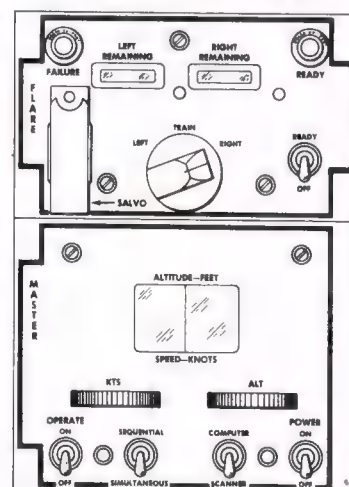 LEFT
REMAINING
RIGHT
REMAINING
FAILURE
READY
FLARE
TRAIN
LEFT
RIGHT
READY
OFF
SALVO
MASTER
ALTITUDE—FEET
SPEED—KNOTS
KTS
ALT
OPERATE
ON
OFF
SEQUENTIAL
SIMULTANEOUS
COMPUTER
SCANNER
POWER
ON
OFF